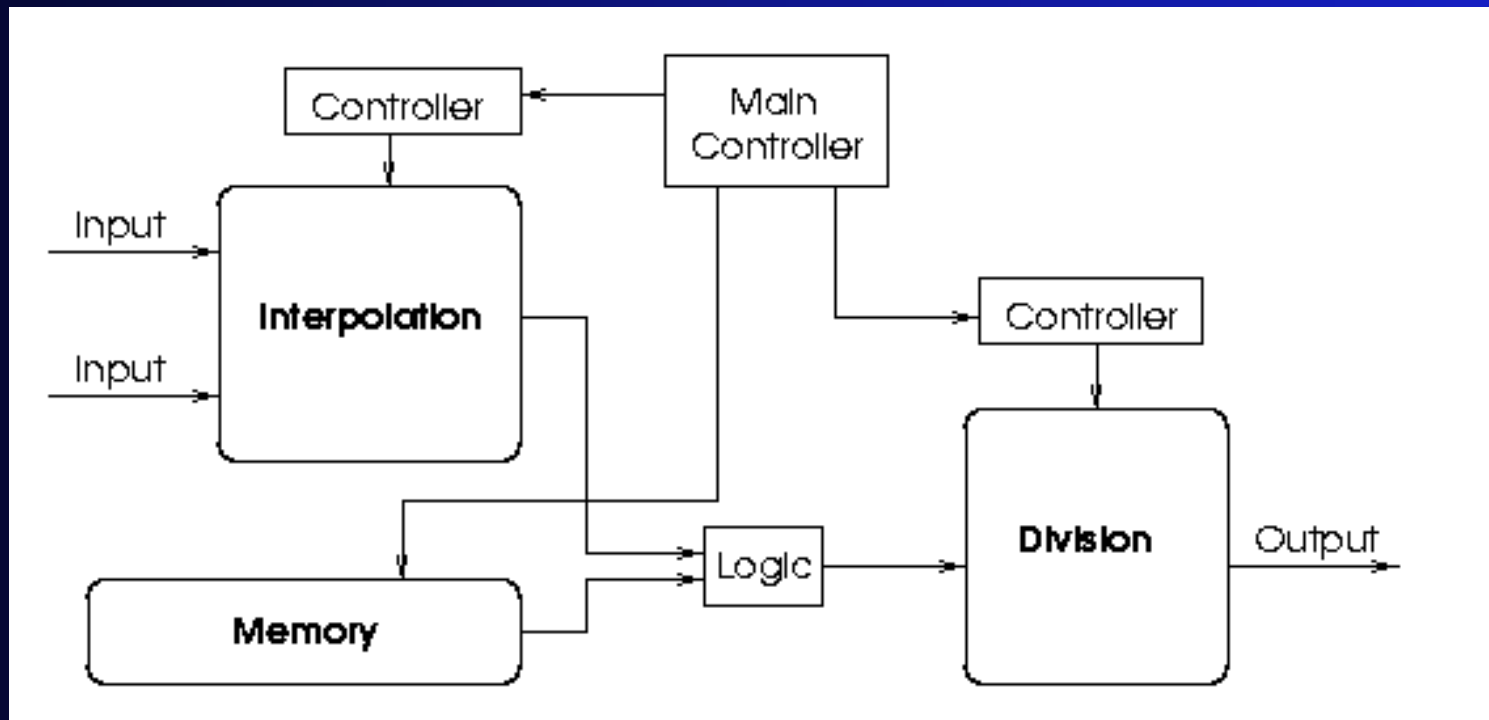 Controller
Main
Controller
Input
Interpolation
Controller
Input
Division
Output
Logic
Memory